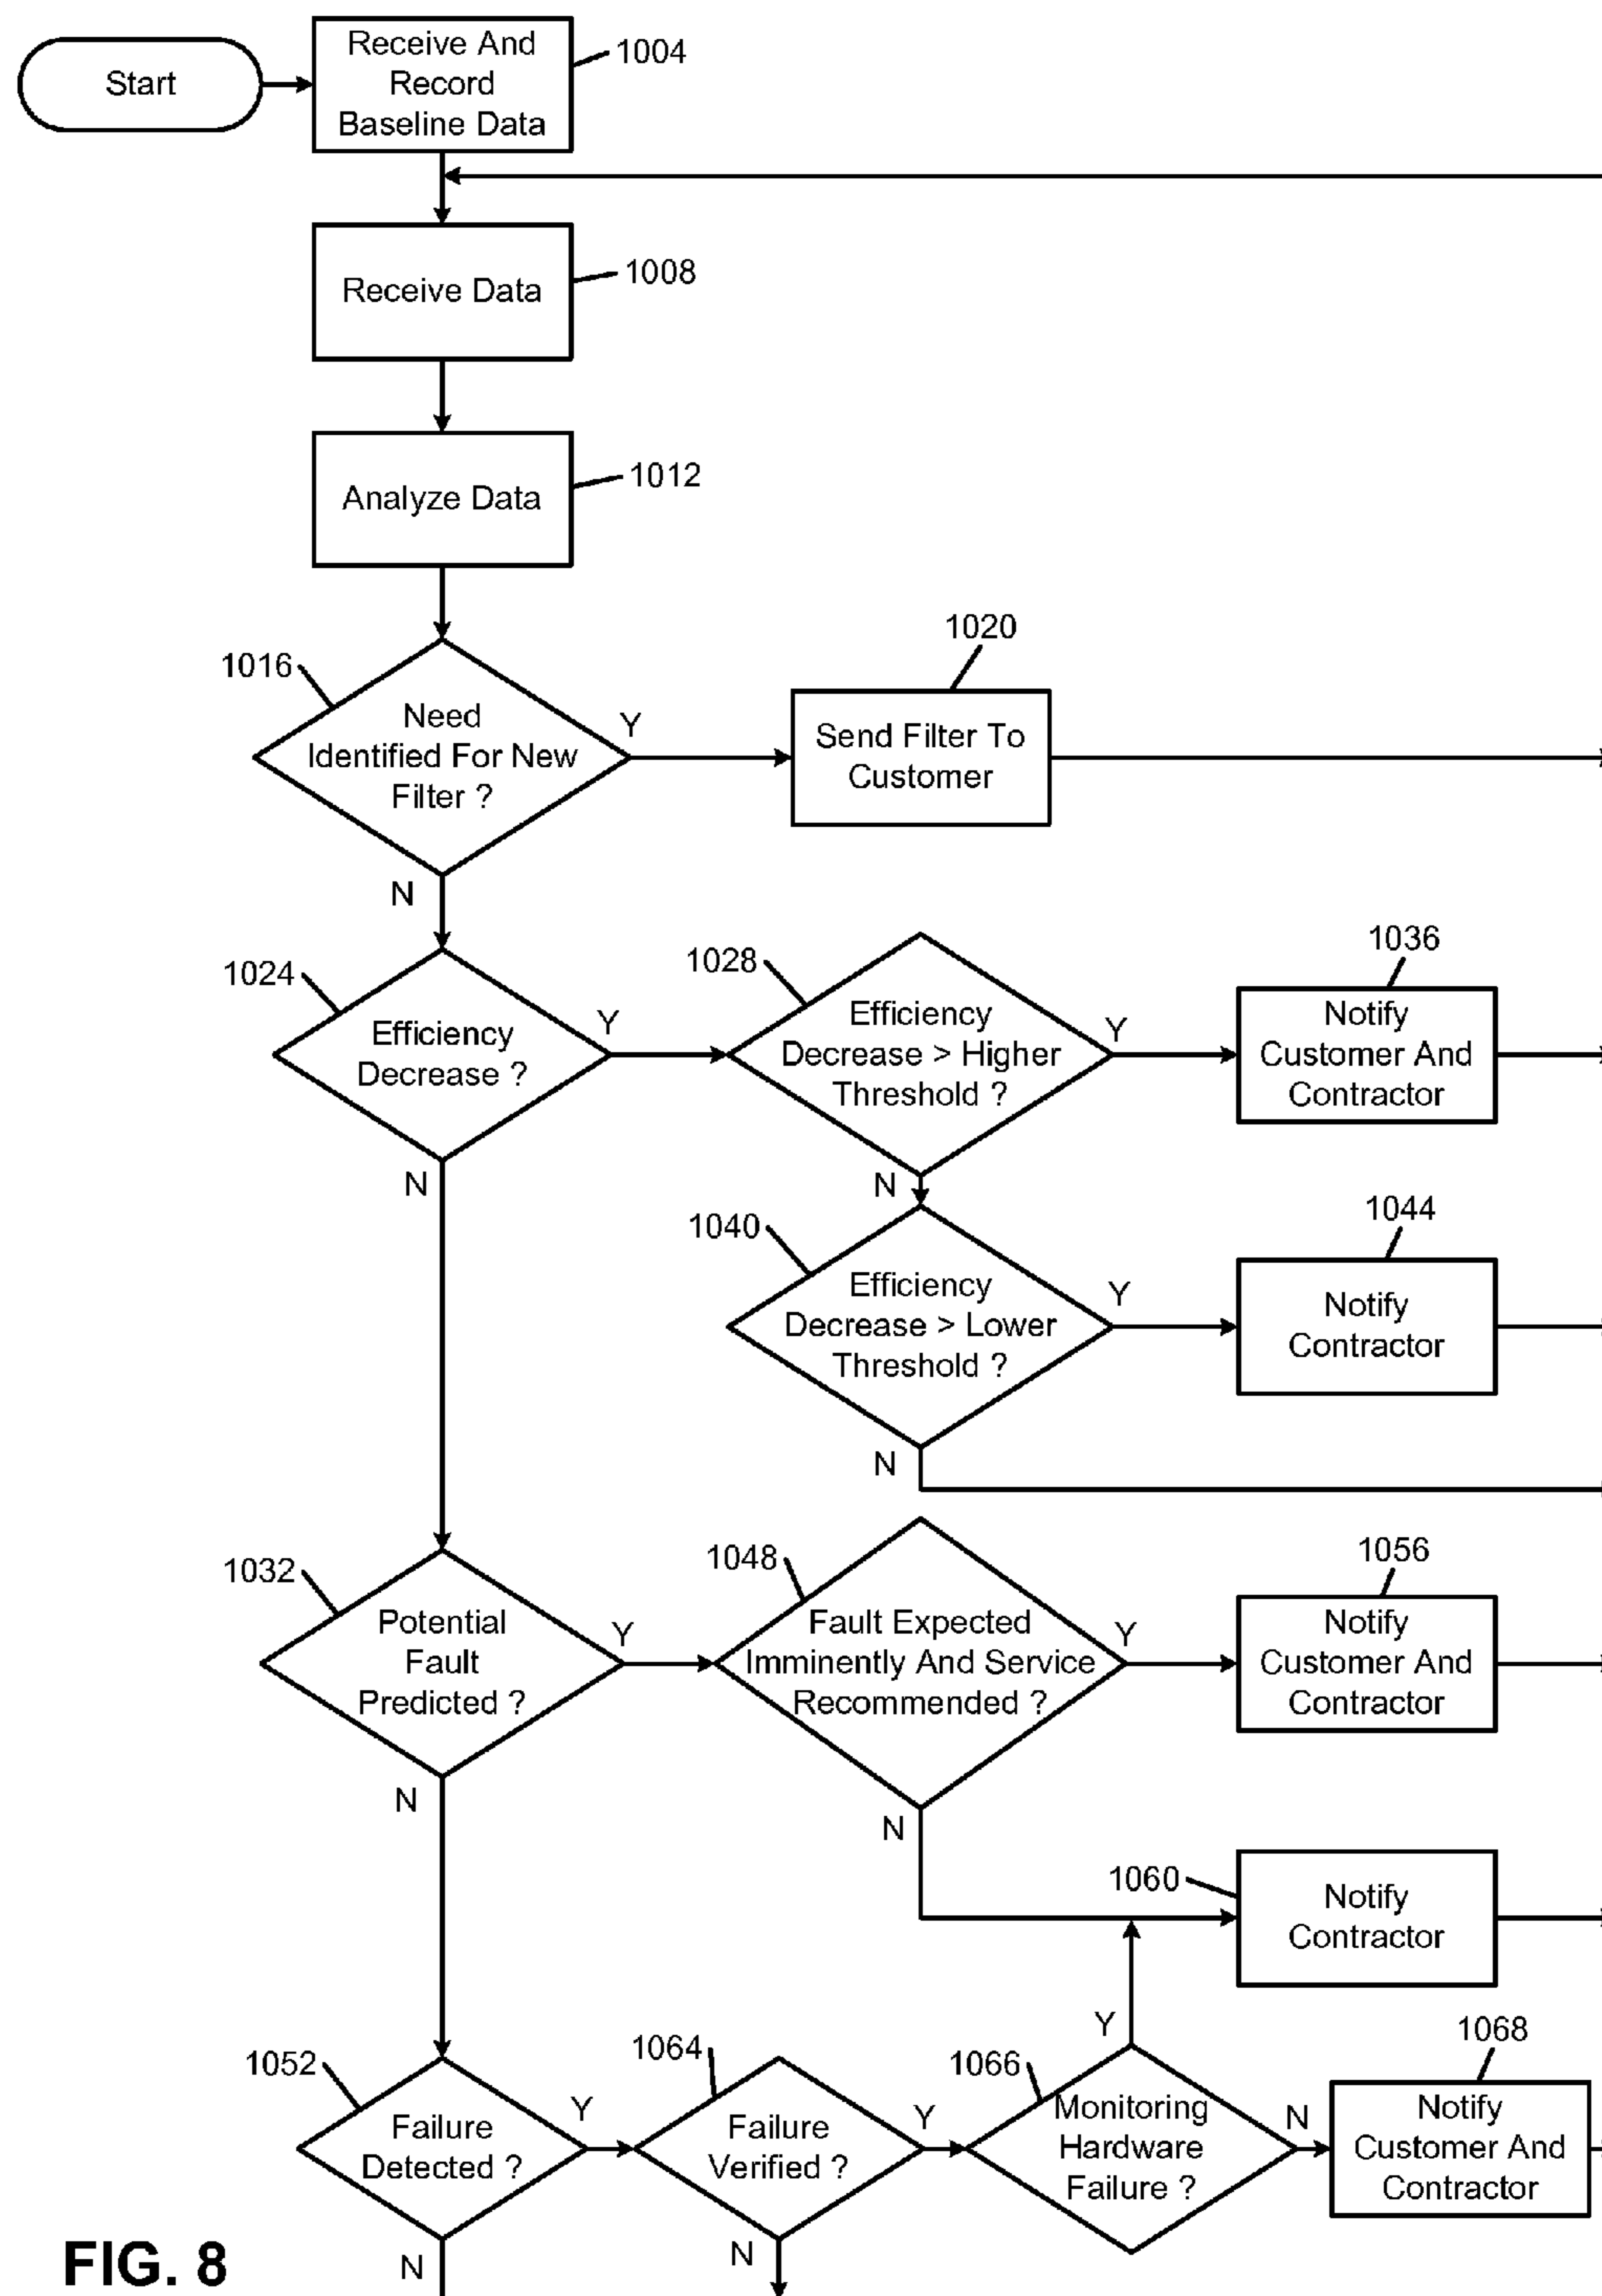 Start
Receive And
Record
Baseline Data
1004
Receive Data
1008
Analyze Data
1012
1016
Need
Identified For New
Filter ?
Y
N
1020
Send Filter To
Customer
1024
Efficiency
Decrease ?
Y
N
1028
Efficiency
Decrease > Higher
Threshold ?
Y
N
1036
Notify
Customer And
Contractor
1040
Efficiency
Decrease > Lower
Threshold ?
Y
N
1044
Notify
Contractor
1032
Potential
Fault
Predicted ?
Y
N
1048
Fault Expected
Imminently And Service
Recommended ?
Y
N
1056
Notify
Customer And
Contractor
1060
Notify
Contractor
1052
Failure
Detected ?
Y
N
1064
Failure
Verified ?
Y
N
1066
Monitoring
Hardware
Failure ?
Y
N
1068
Notify
Customer And
Contractor
FIG. 8